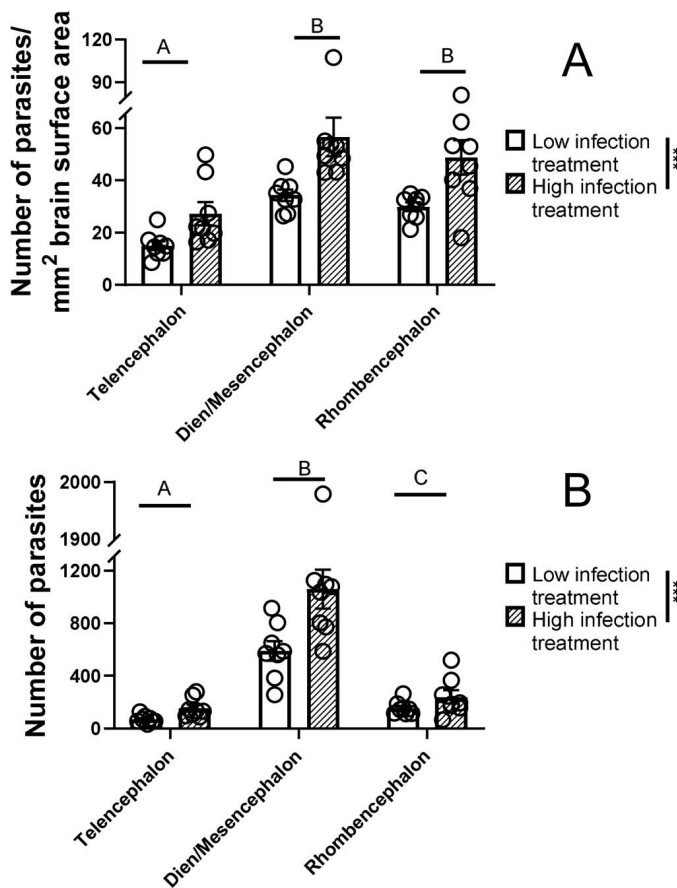 Number of parasites/
mm² brain surface area
120
100
60
40
20
0
A
B
B
Telencephalon
Dien/Mesencephalon
Rhombencephalon
A
Low infection
treatment
High infection
treatment
***
Number of parasites
2000
1900
1200
800
400
0
A
B
C
Telencephalon
Dien/Mesencephalon
Rhombencephalon
B
Low infection
treatment
High infection
treatment
***